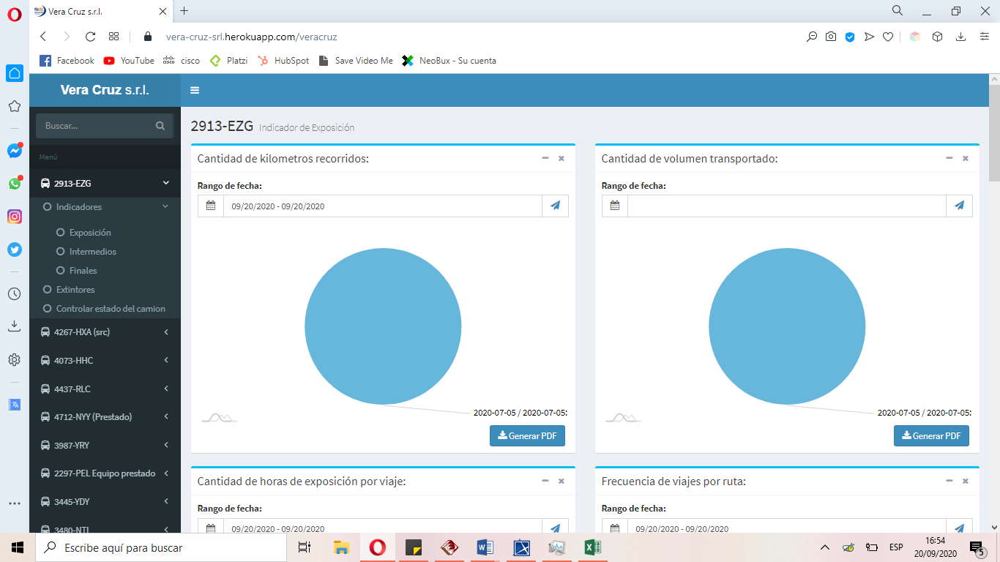 Vera Cruz s.r.l.
vera-cruz-srl.herokuapp.com/veracruz
Facebook YouTube cisco Platzi HubSpot Save Video Me NeoBux - Su cuenta
Vera Cruz s.r.l.
Buscar...
Menú
2913-EZG
Indicadores
Exposición
Intermedios
Finales
Extintores
Controlar estado del camion
4267-HXA (src)
4073-HHC
4437-RLC
4712-NYY (Prestado)
3987-YRY
2297-PEL Equipo prestado
3445-YDY
3480-NTL
2913-EZG Indicador de Exposición
Cantidad de kilometros recorridos:
Rango de fecha:
09/20/2020 - 09/20/2020
2020-07-05 / 2020-07-05:
Generar PDF
Cantidad de volumen transportado:
Rango de fecha:
2020-07-05 / 2020-07-05:
Generar PDF
Cantidad de horas de exposición por viaje:
Rango de fecha:
09/20/2020 - 09/20/2020
Frecuencia de viajes por ruta:
Rango de fecha:
09/20/2020 - 09/20/2020
Escribe aquí para buscar
ESP
16:54
20/09/2020
5